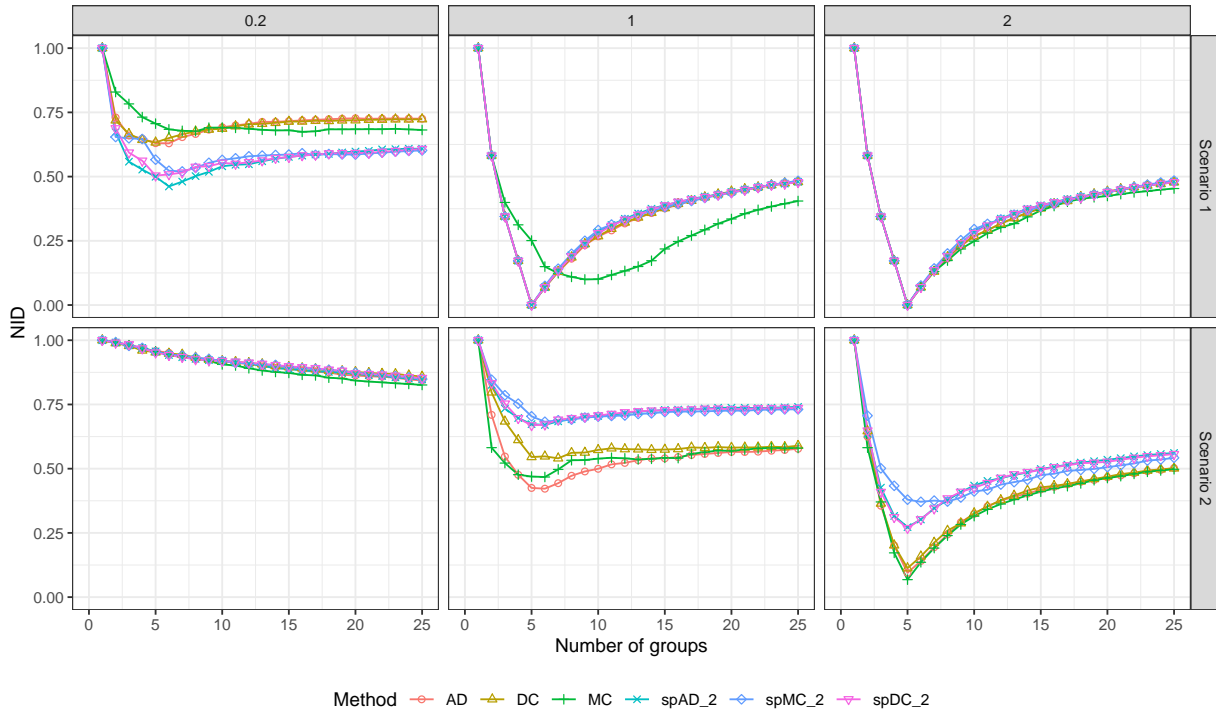 0.2 1 2
NID
1.00
0.75
0.50
0.25
0.00
Scenario 1
1.00
0.75
0.50
0.25
0.00
Scenario 2
0 5 10 15 20 25 0 5 10 15 20 25 0 5 10 15 20 25
Number of groups
Method AD DC MC spAD_2 spMC_2 spDC_2